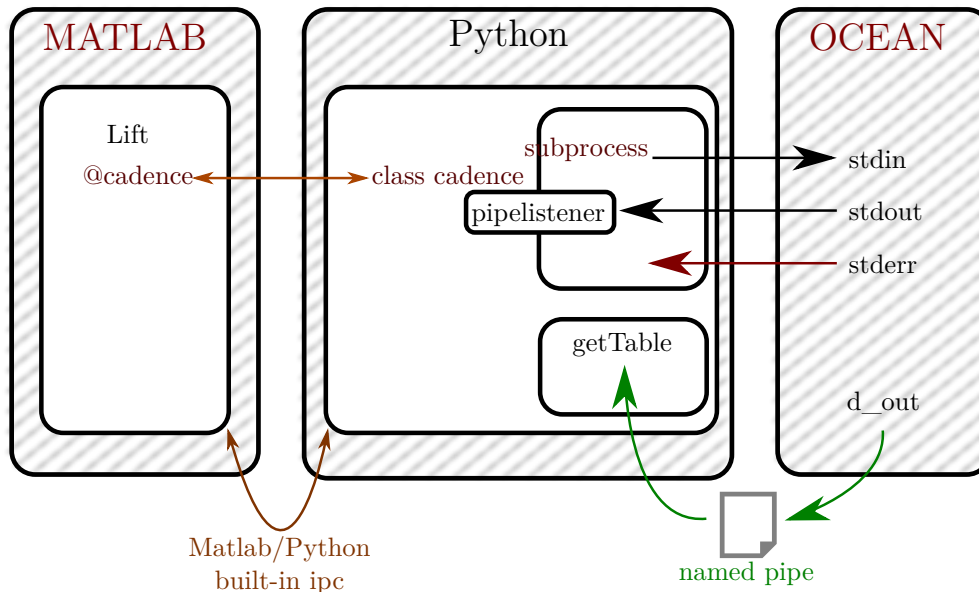 MATLAB
Python
OCEAN
Lift
@cadence
class cadence
subprocess
pipelistener
stdin
stdout
stderr
getTable
d_out
Matlab/Python
built-in ipc
named pipe